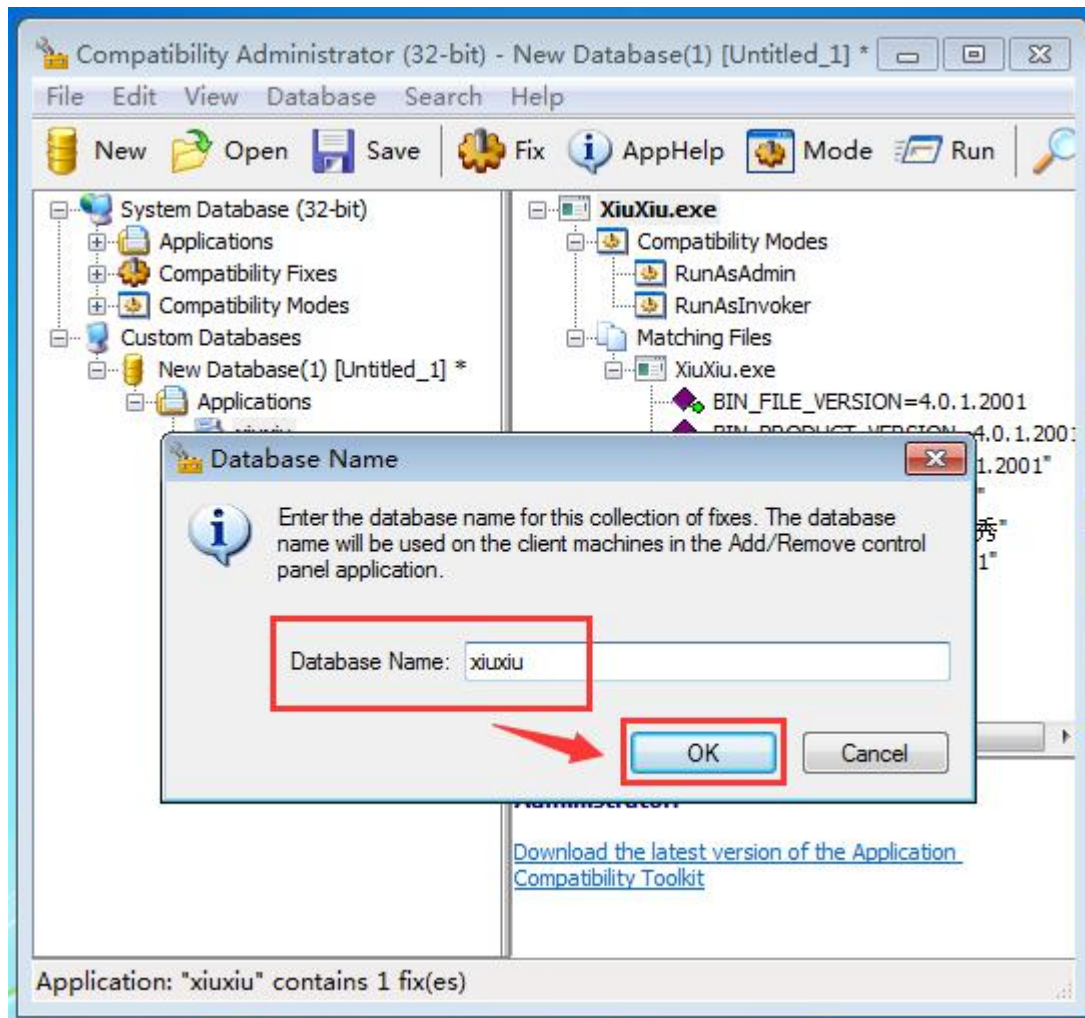 Compatibility Administrator (32-bit) - New Database(1) [Untitled_1] *
File Edit View Database Search Help
New Open Save Fix AppHelp Mode Run
System Database (32-bit)
Applications
Compatibility Fixes
Compatibility Modes
Custom Databases
New Database(1) [Untitled_1] *
Applications
XiuXiu.exe
Compatibility Modes
RunAsAdmin
RunAsInvoker
Matching Files
XiuXiu.exe
BIN_FILE_VERSION=4.0.1.2001
BIN_PRODUCT_VERSION=4.0.1.2001
1.2001"
"
秀"
1"
Database Name
Enter the database name for this collection of fixes. The database
name will be used on the client machines in the Add/Remove control
panel application.
Database Name: xiuxiu
OK Cancel
Download the latest version of the Application
Compatibility Toolkit
Application: "xiuxiu" contains 1 fix(es)